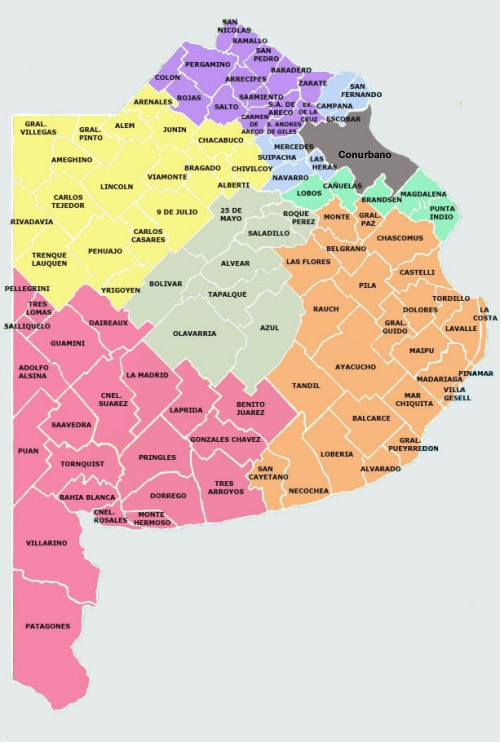 SAN
NICOLAS
RAMALLO
SAN
PEDRO
PERGAMINO
BARADERO
COLON
ARRECIFES
ZARATE
SAN
FERNANDO
ROJAS
SARMIENTO
ARENALES
SALTO
S.A. DE
ARECO
EX.
DE LA
CRUZ
CAMPANA
ESCOBAR
CARMEN
DE
ARECO
S. ANDRES
DE GILES
GRAL.
VILLEGAS
GRAL.
PINTO
ALEM
JUNIN
CHACABUCO
MERCEDES
SUIPACHA
Conurbano
LAS
HERAS
AMEGHINO
BRAGADO
CHIVILCOY
NAVARRO
VIAMONTE
LINCOLN
ALBERTI
CAÑUELAS
LOBOS
MAGDALENA
BRANDSEN
CARLOS
TEJEDOR
9 DE JULIO
25 DE
MAYO
ROQUE
PEREZ
MONTE
GRAL.
PAZ
PUNTA
INDIO
RIVADAVIA
CARLOS
CASARES
SALADILLO
CHASCOMUS
BELGRANO
PEHUAJO
TRENQUE
LAUQUEN
ALVEAR
LAS FLORES
CASTELLI
PELLEGRINI
YRIGOYEN
BOLIVAR
TAPALQUE
PILA
TORDILLO
TRES
LOMAS
RAUCH
DOLORES
LA
COSTA
SALLIQUELO
DAIREAUX
OLAVARRIA
AZUL
GRAL.
GUIDO
LAVALLE
GUAMINI
MAIPU
ADOLFO
ALSINA
LA MADRID
AYACUCHO
PINAMAR
MADARIAGA
TANDIL
VILLA
GESELL
CNEL.
SUAREZ
LAPRIDA
BENITO
JUAREZ
MAR
CHIQUITA
SAAVEDRA
BALCARCE
GONZALES CHAVEZ
GRAL.
PUEYRREDON
PUAN
TORNQUIST
PRINGLES
LOBERIA
SAN
CAYETANO
ALVARADO
TRES
ARROYOS
NECOCHEA
BAHIA BLANCA
DORREGO
CNEL.
ROSALES
MONTE
HERMOSO
VILLARINO
PATAGONES